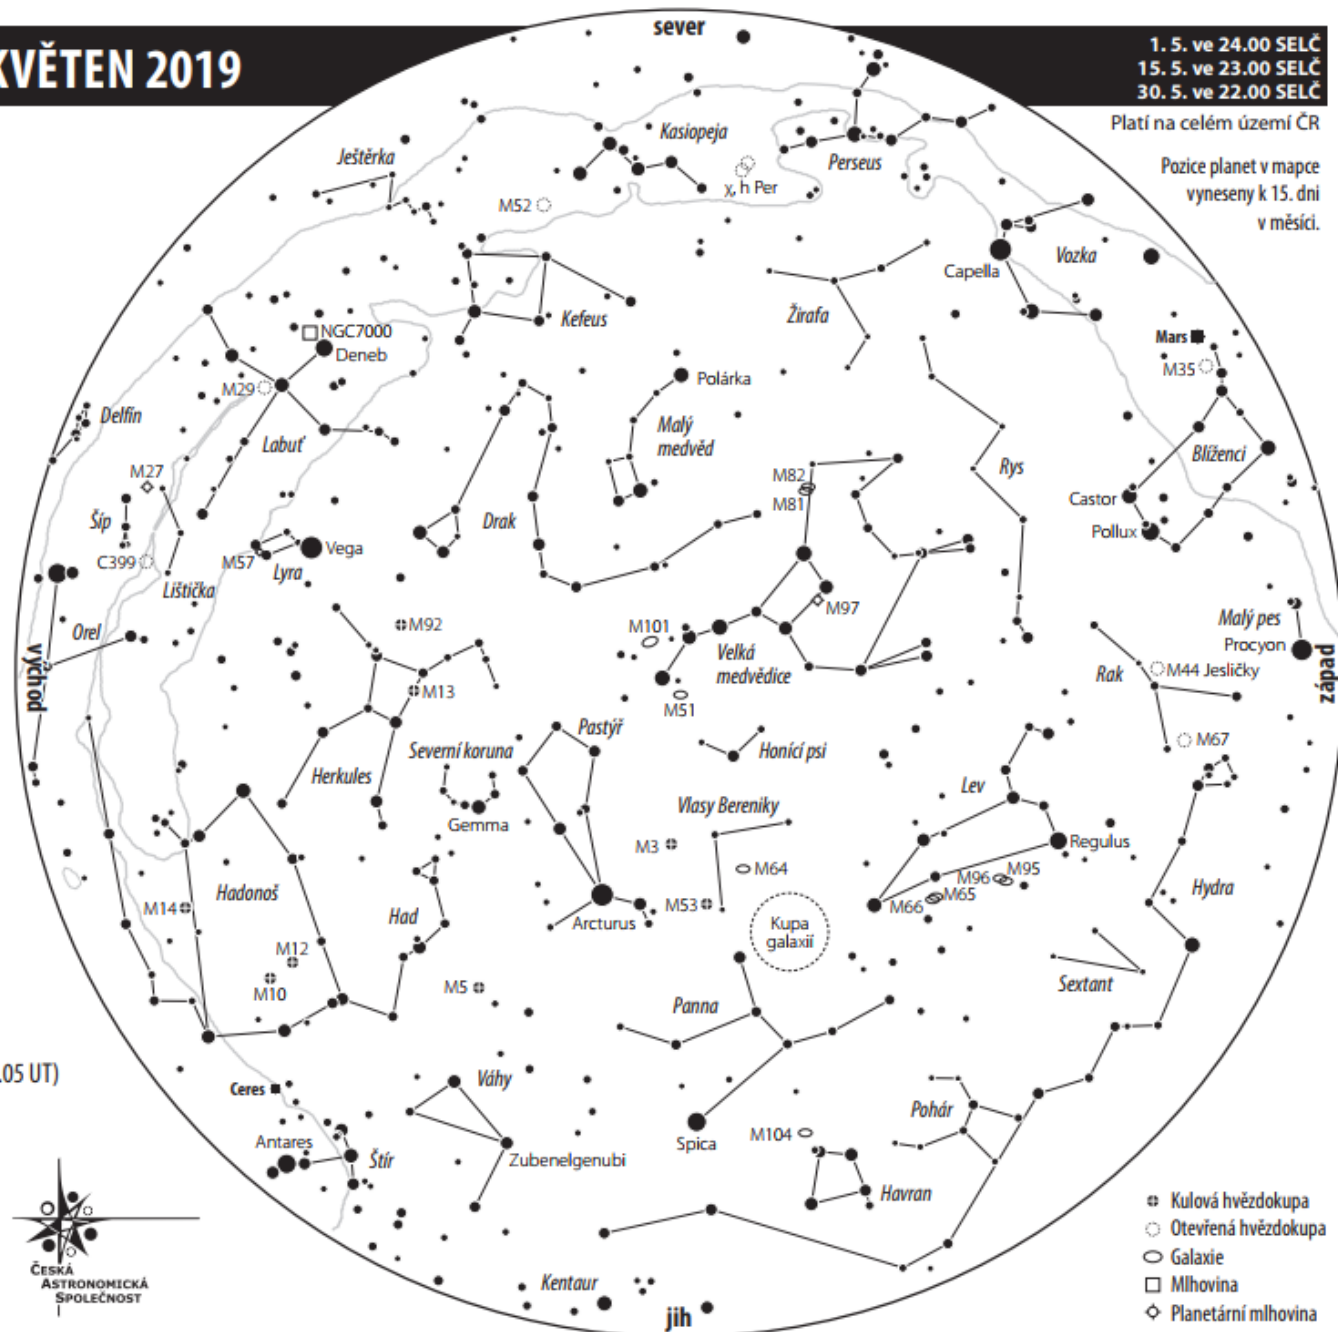 KVĚTEN 2019
sever
1. 5. ve 24.00 SELČ
15. 5. ve 23.00 SELČ
30. 5. ve 22.00 SELČ
Platí na celém území ČR
Pozice planet v mapce
vyneseny k 15. dni
v měsíci.
Kasiopeja
Ještěrka
Perseus
χ, h Per
M52
Vozka
Capella
Kefeus
Žirafa
NGC7000
Deneb
Mars
M35
Polárka
M29
Delfín
Labuť
Malý
medvěd
Blíženci
M27
M82
M81
Rys
Castor
Šíp
Drak
Pollux
C399
M57
Vega
Lyra
Lištička
M97
Orel
M92
M101
Malý pes
Procyon
východ
Velká
medvědice
Rak
M44 Jesličky
západ
M13
M51
Pastýř
Severní koruna
Honící psi
M67
Herkules
Lev
Gemma
Vlasy Bereniky
M3
Regulus
M64
M96
M95
Hadonoš
Hydra
M14
Had
Arcturus
M53
M66
M65
Kupa
galaxií
M12
M10
M5
Sextant
Panna
.05 UT)
Ceres
Váhy
Pohár
Antares
Štír
Zubenelgenubi
Spica
M104
Havran
Kentaur
jih
Kulová hvězdokupa
Otevřená hvězdokupa
Galaxie
Mlhovina
Planetární mlhovina
ČESKÁ
ASTRONOMICKÁ
SPOLEČNOST